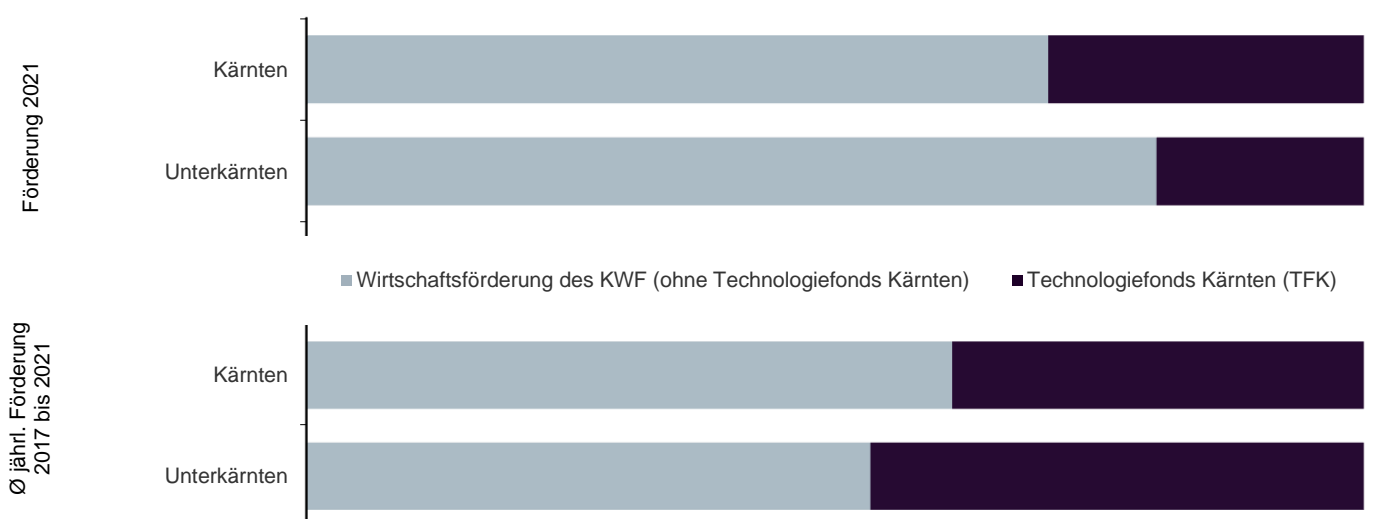 Förderung 2021
Kärnten
Unterkärnten
Wirtschaftsförderung des KWF (ohne Technologiefonds Kärnten)
Technologiefonds Kärnten (TFK)
Ø jährl. Förderung
2017 bis 2021
Kärnten
Unterkärnten